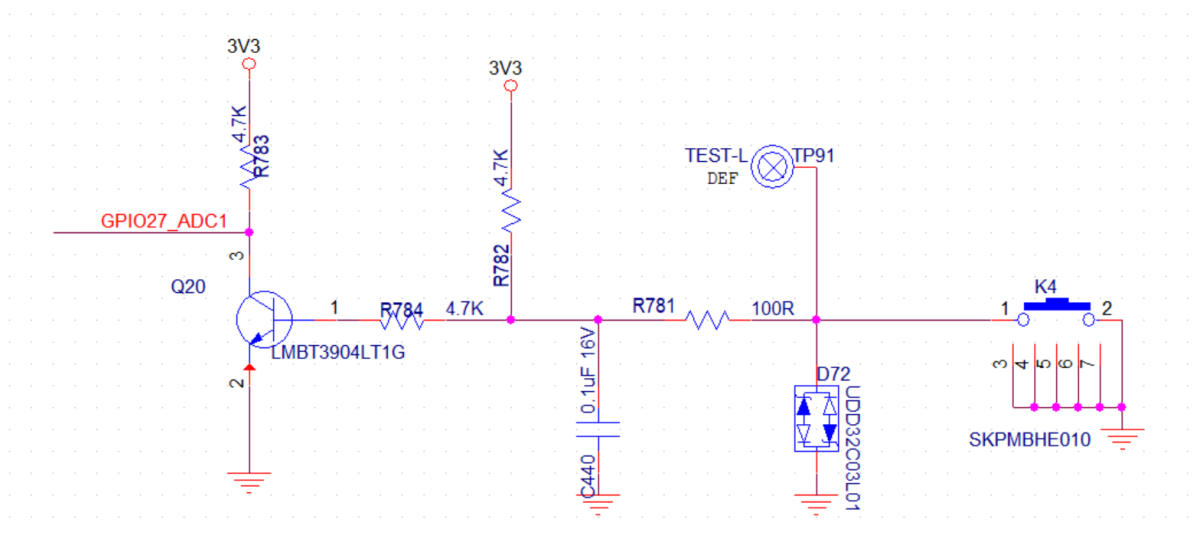 3V3
4.7K
R783
GPIO27_ADC1
3
Q20
1
LMBT3904LT1G
2
R784
4.7K
3V3
4.7K
R782
R781
100R
0.1uF 16V
C440
TEST-L
DEF
TP91
D72
UDD32C03L01
K4
1
2
3
4
5
6
7
SKPMBHE010